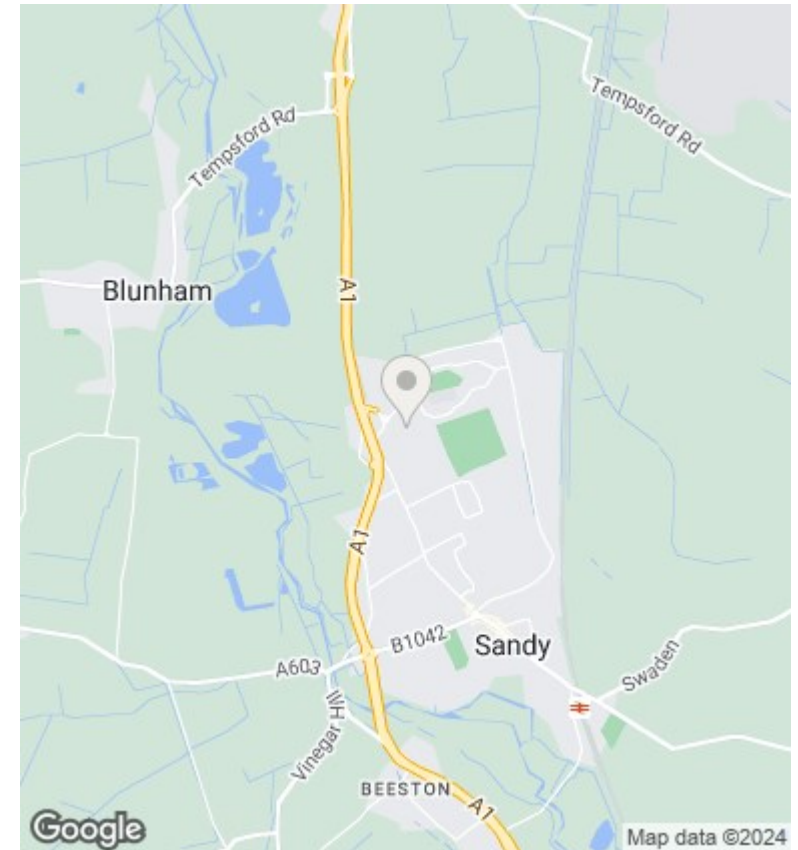 Tempsford Rd
Tempsford Rd
Blunham
A1
A1
B1042
Sandy
A603
Swaden
Vinegar Hill
BEESTON
A1
Google
Map data ©2024